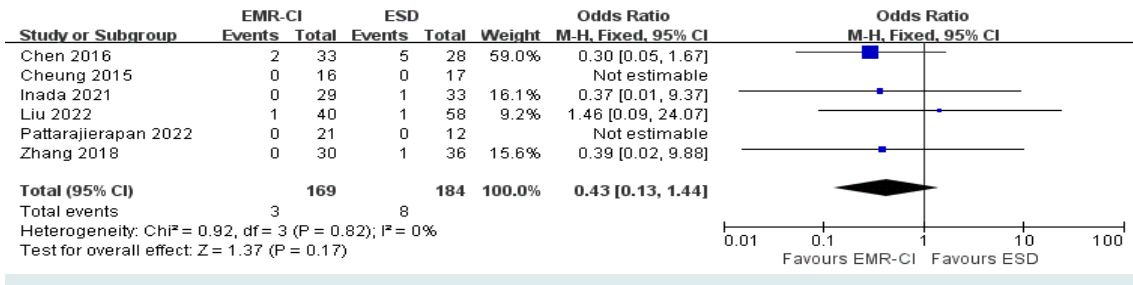 EMR-CI ESD Odds Ratio Odds Ratio
Study or Subgroup Events Total Events Total Weight M-H, Fixed, 95% CI M-H, Fixed, 95% CI
Chen 2016 2 33 5 28 59.0% 0.30 [0.05, 1.67]
Cheung 2015 0 16 0 17 Not estimable
Inada 2021 0 29 1 33 16.1% 0.37 [0.01, 9.37]
Liu 2022 1 40 1 58 9.2% 1.46 [0.09, 24.07]
Pattarajierapan 2022 0 21 0 12 Not estimable
Zhang 2018 0 30 1 36 15.6% 0.39 [0.02, 9.88]
Total (95% CI) 169 184 100.0% 0.43 [0.13, 1.44]
Total events 3 8
Heterogeneity: Chi² = 0.92, df = 3 (P = 0.82); I² = 0%
Test for overall effect: Z = 1.37 (P = 0.17)
0.01 0.1 1 10 100
Favours EMR-CI Favours ESD